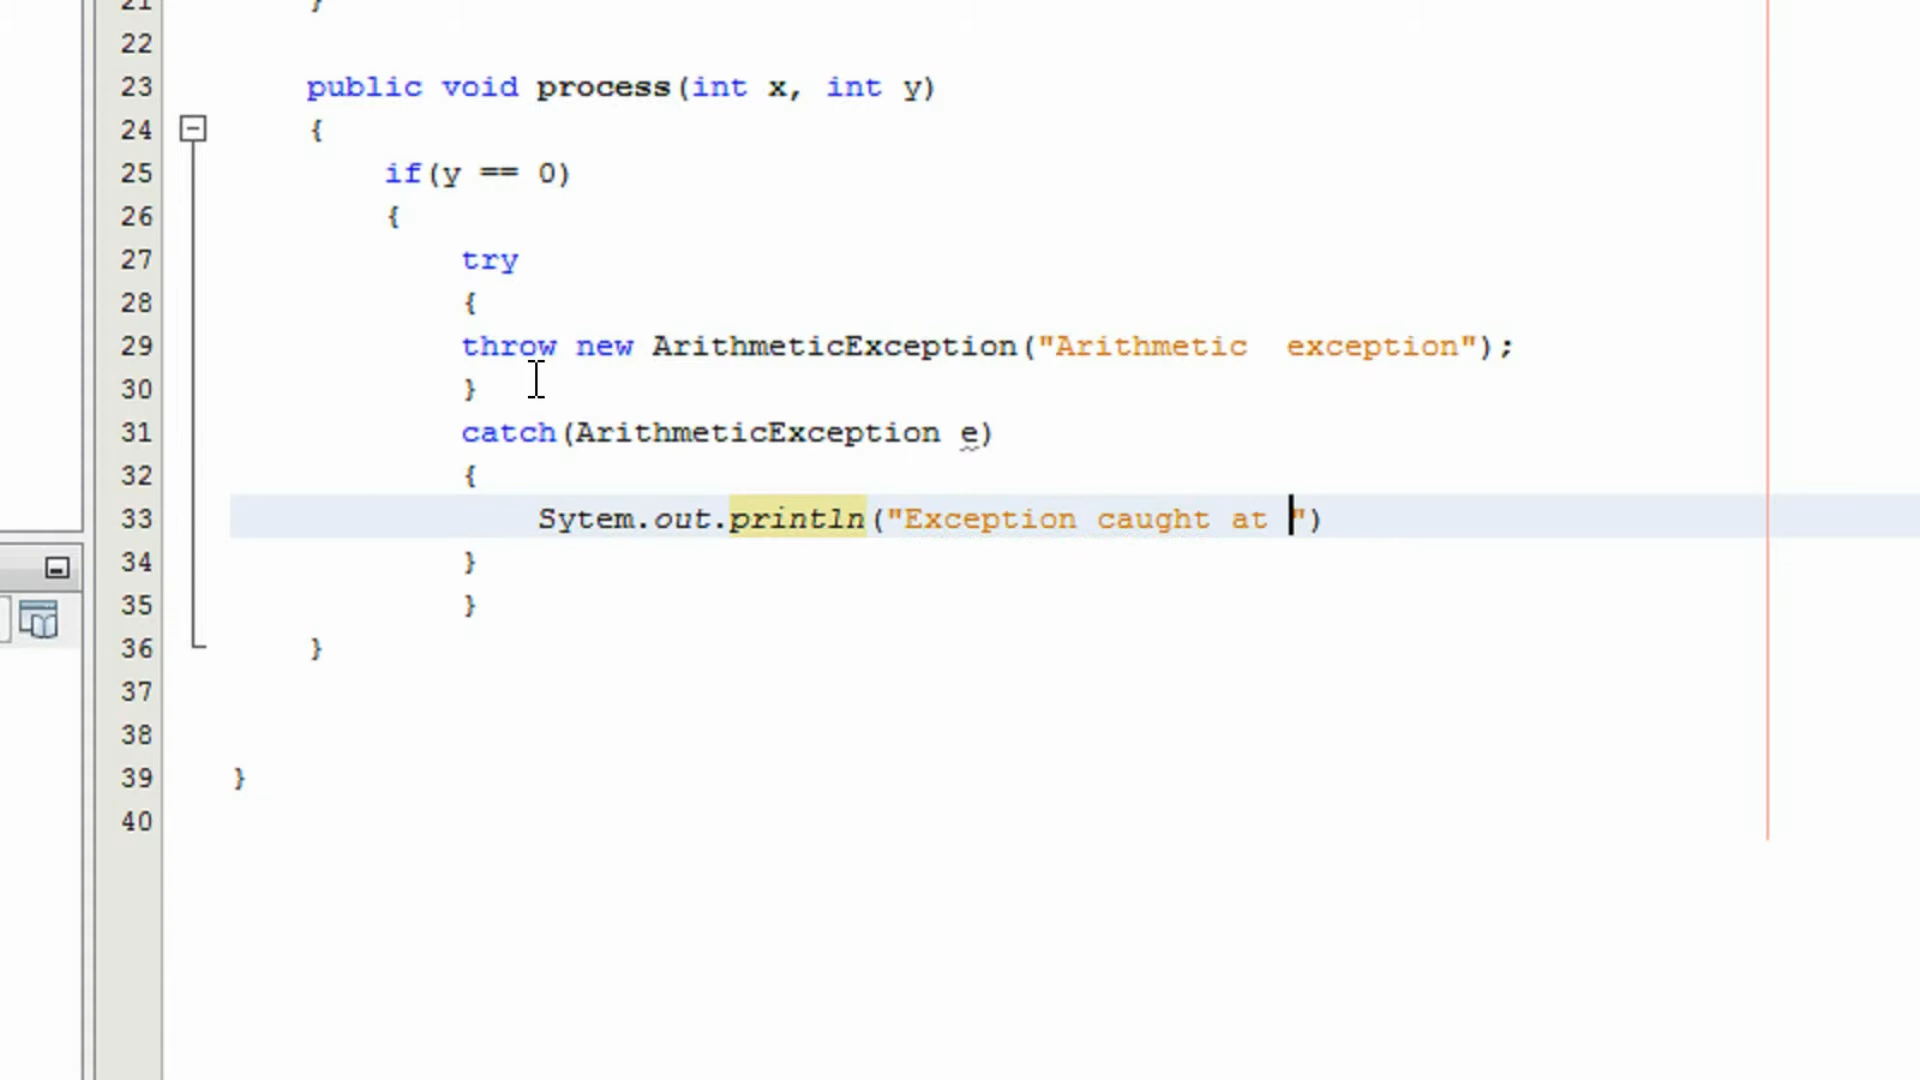 21 }
22
23 public void process(int x, int y)
24 {
25 if(y == 0)
26 {
27 try
28 {
29 throw new ArithmeticException("Arithmetic  exception");
30 }
31 catch(ArithmeticException e)
32 {
33 Sytem.out.println("Exception caught at ")
34 }
35 }
36 }
37
38
39 }
40